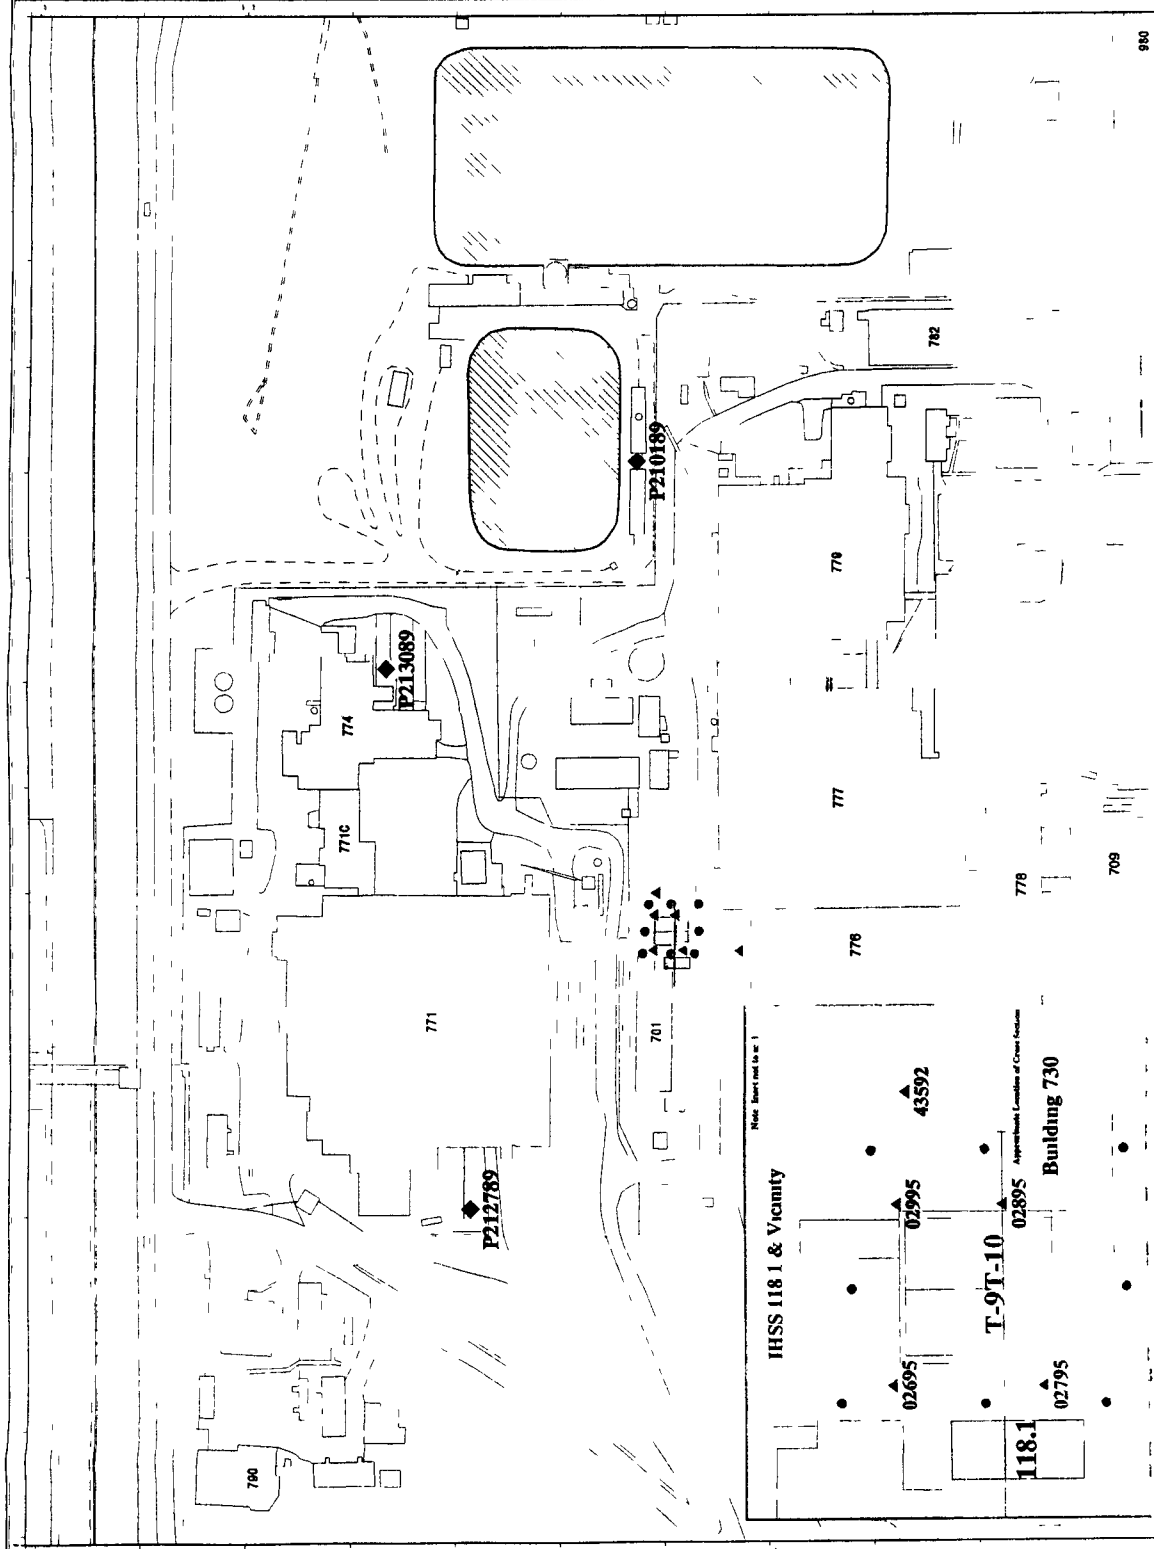 980
782
P210189
779
P213089
774
771C
777
778
709
776
771
701
P212789
790
Note Insert not to
IHSS 118 1 & Vicinity
43592
Approximate Location of Cross Sections
Building 730
02995
02895
T-9T-10
02695
02795
118.1